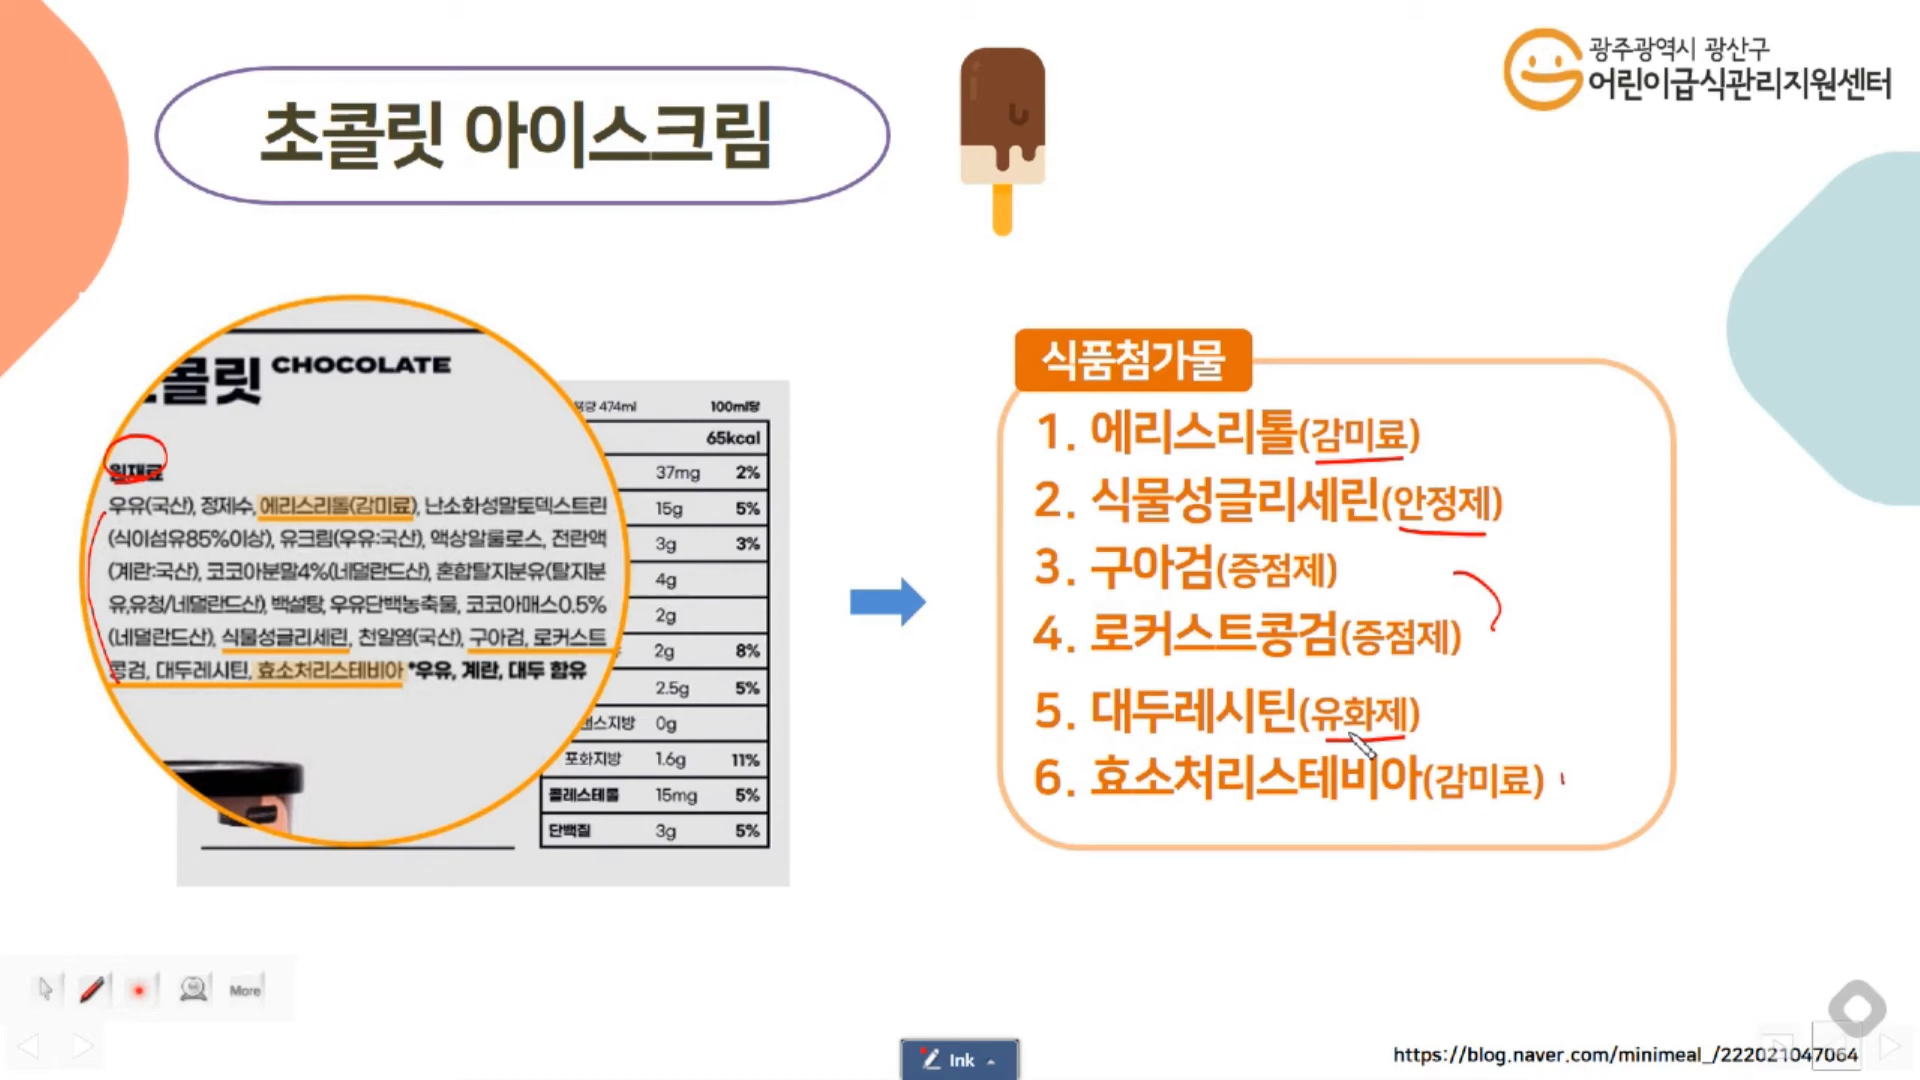 초콜릿 아이스크림
광주광역시 광산구
어린이급식관리지원센터
콜릿 CHOCOLATE
원재료
우유(국산), 정제수, 에리스리톨(감미료), 난소화성말토덱스트린
(식이섬유85%이상), 유크림(우유:국산), 액상알룰로스, 전란액
(계란:국산), 코코아분말4%(네덜란드산), 혼합탈지분유(탈지분
유,유청/네덜란드산), 백설탕, 우유단백농축물, 코코아매스0.5%
(네덜란드산), 식물성글리세린, 천일염(국산), 구아검, 로커스트
콩검, 대두레시틴, 효소처리스테비아 *우유, 계란, 대두 함유
474ml 100ml당
65kcal
37mg 2%
15g 5%
3g 3%
4g
2g
2g 8%
2.5g 5%
스지방 0g
포화지방 1.6g 11%
콜레스테롤 15mg 5%
단백질 3g 5%
식품첨가물
1. 에리스리톨(감미료)
2. 식물성글리세린(안정제)
3. 구아검(증점제)
4. 로커스트콩검(증점제)
5. 대두레시틴(유화제)
6. 효소처리스테비아(감미료)
More
Ink
https://blog.naver.com/minimeal_/222021047064